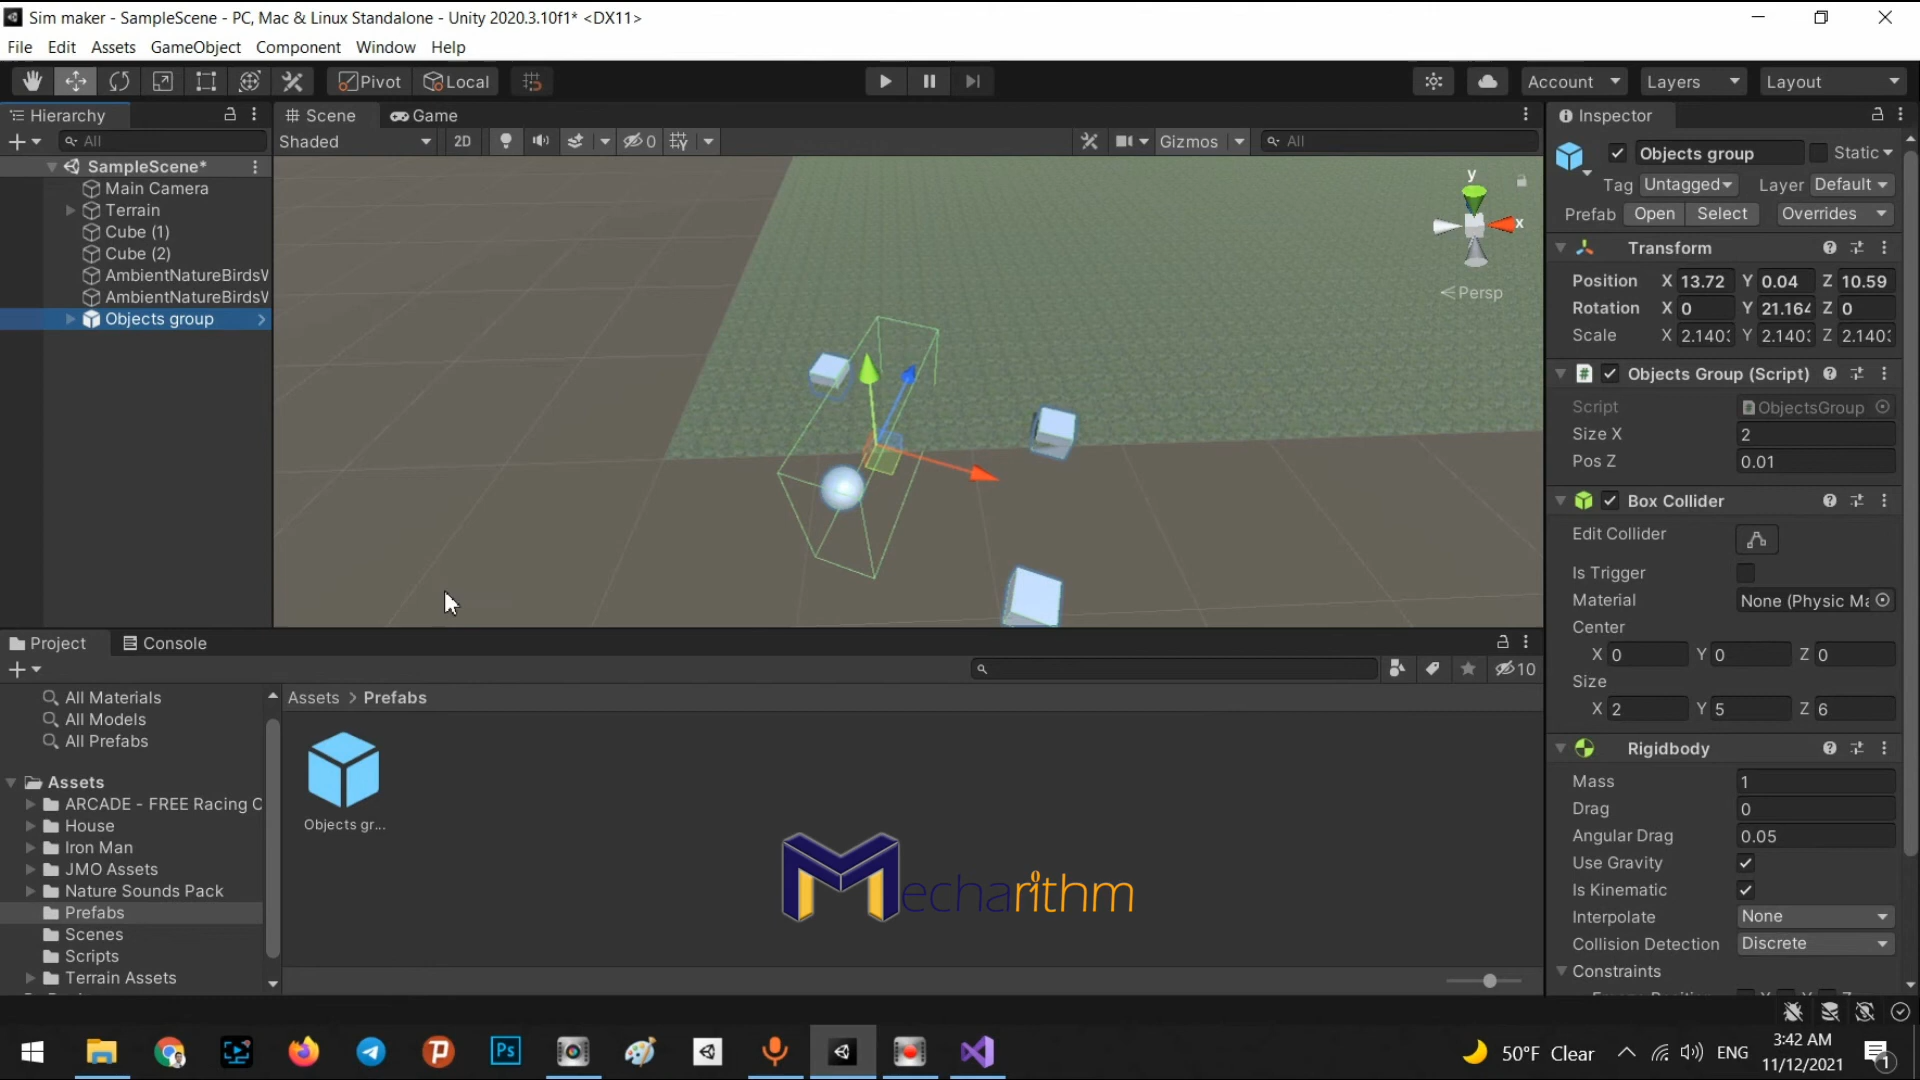 Sim maker - SampleScene - PC, Mac & Linux Standalone - Unity 2020.3.10f1* <DX11>
File Edit Assets GameObject Component Window Help
Pivot Local Account Layers Layout
Hierarchy
All
SampleScene*
Main Camera
Terrain
Cube (1)
Cube (2)
AmbientNatureBirdsW
AmbientNatureBirdsW
Objects group
Scene Game
Shaded 2D 0 Gizmos All
y
x
Persp
Inspector
Objects group Static
Tag Untagged Layer Default
Prefab Open Select Overrides
Transform
Position X 13.72 Y 0.04 Z 10.59
Rotation X 0 Y 21.164 Z 0
Scale X 2.140 Y 2.140 Z 2.140
Objects Group (Script)
Script ObjectsGroup
Size X 2
Pos Z 0.01
Box Collider
Edit Collider
Is Trigger
Material None (Physic Ma
Center
X 0 Y 0 Z 0
Size
X 2 Y 5 Z 6
Rigidbody
Mass 1
Drag 0
Angular Drag 0.05
Use Gravity
Is Kinematic
Interpolate None
Collision Detection Discrete
Constraints
Project Console
10
All Materials
All Models
All Prefabs
Assets
ARCADE - FREE Racing C
House
Iron Man
JMO Assets
Nature Sounds Pack
Prefabs
Scenes
Scripts
Terrain Assets
Assets > Prefabs
Objects gr...
Mecharithm
50°F Clear ENG
3:42 AM
11/12/2021
1